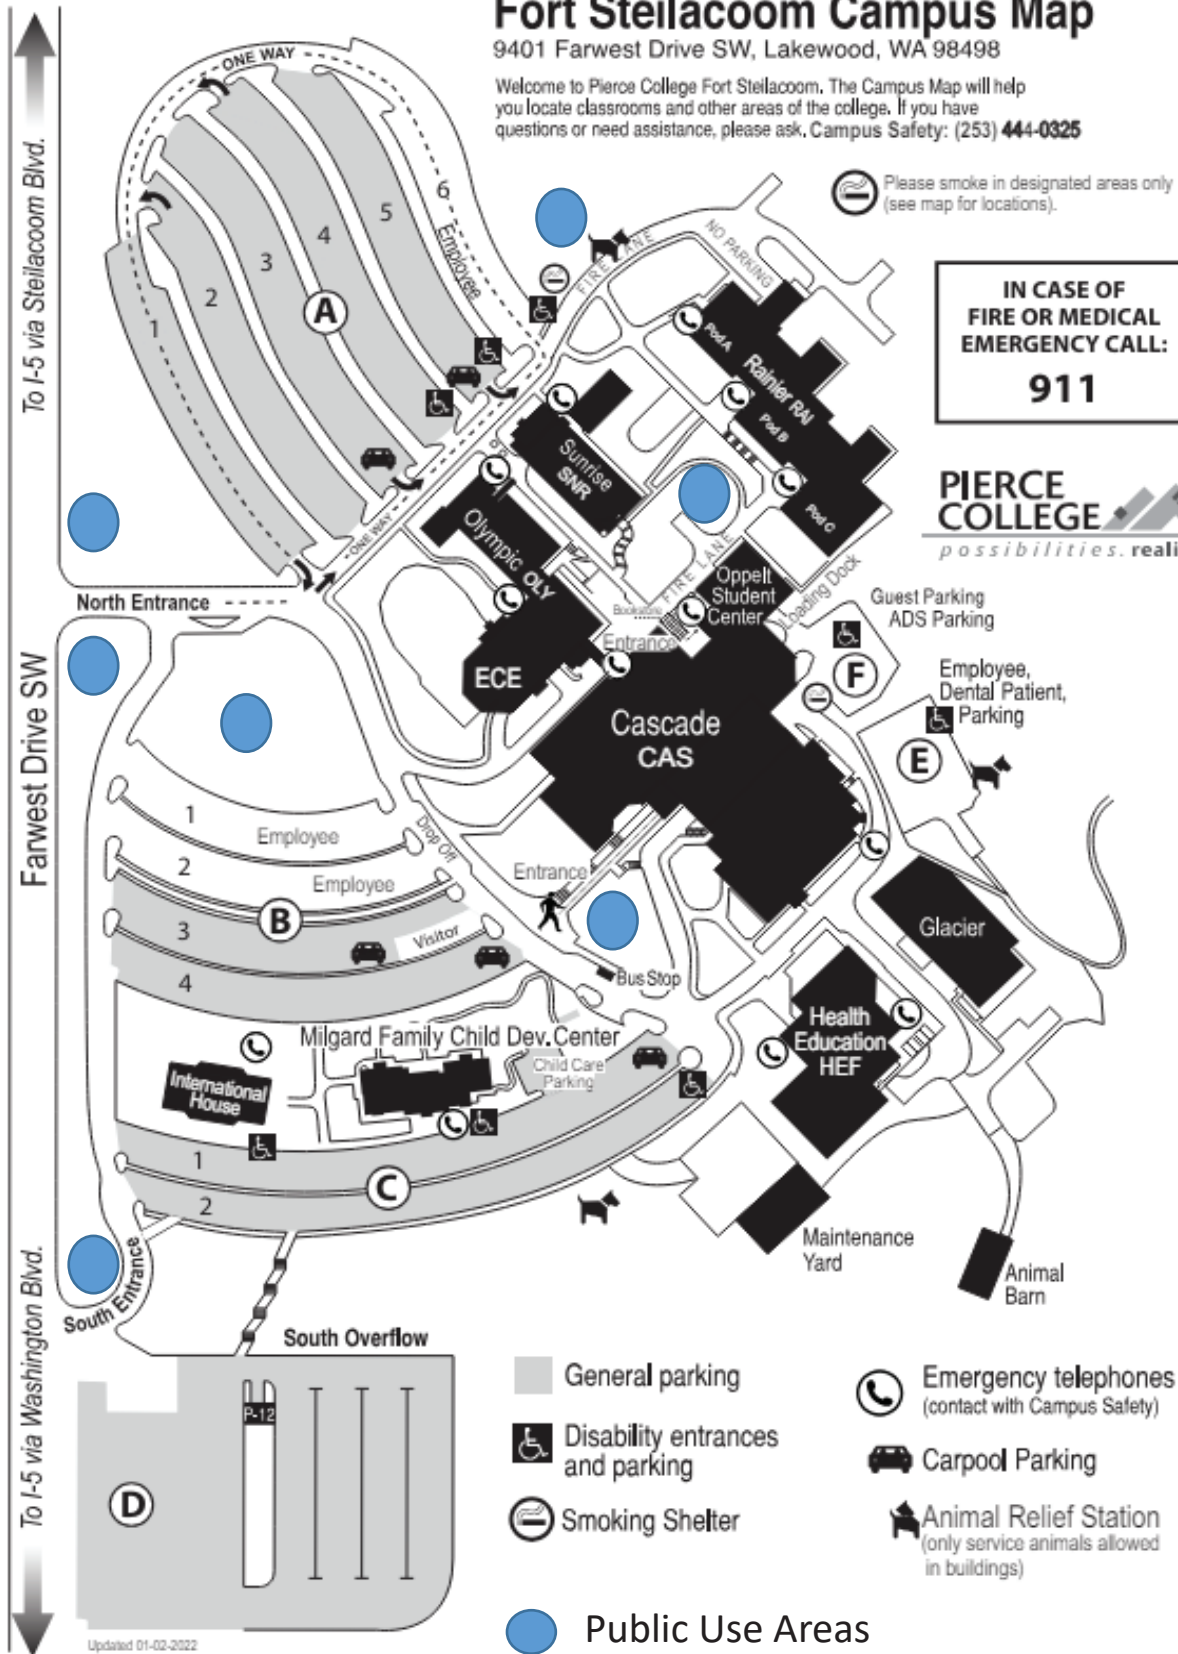 Fort Steilacoom Campus Map
9401 Farwest Drive SW, Lakewood, WA 98498
Welcome to Pierce College Fort Steilacoom. The Campus Map will help
you locate classrooms and other areas of the college. If you have
questions or need assistance, please ask. Campus Safety: (253) 444-0325
Please smoke in designated areas only
(see map for locations).
IN CASE OF
FIRE OR MEDICAL
EMERGENCY CALL:
911
PIERCE
COLLEGE
possibilities. reali
To I-5 via Steilacoom Blvd.
ONE WAY
1
2
3
4
5
6
Employee
A
FIRE LANE
NO PARKING
Pod A
Rainier RAI
Pod B
Pod C
Sunrise
SNR
Olympic OLY
ONE WAY
North Entrance
FIRE LANE
Oppelt
Student
Center
Loading Dock
Bookstore
Entrance
ECE
Guest Parking
ADS Parking
F
Employee,
Dental Patient,
Parking
E
Cascade
CAS
Farwest Drive SW
1
Employee
2
Employee
B
3
Visitor
4
Drop Off
Entrance
Bus Stop
Glacier
Health
Education
HEF
Milgard Family Child Dev. Center
Child Care
Parking
International
House
1
C
2
South Entrance
Maintenance
Yard
Animal
Barn
To I-5 via Washington Blvd.
South Overflow
P-12
D
General parking
Disability entrances
and parking
Smoking Shelter
Emergency telephones
(contact with Campus Safety)
Carpool Parking
Animal Relief Station
(only service animals allowed
in buildings)
Public Use Areas
Updated 01-02-2022